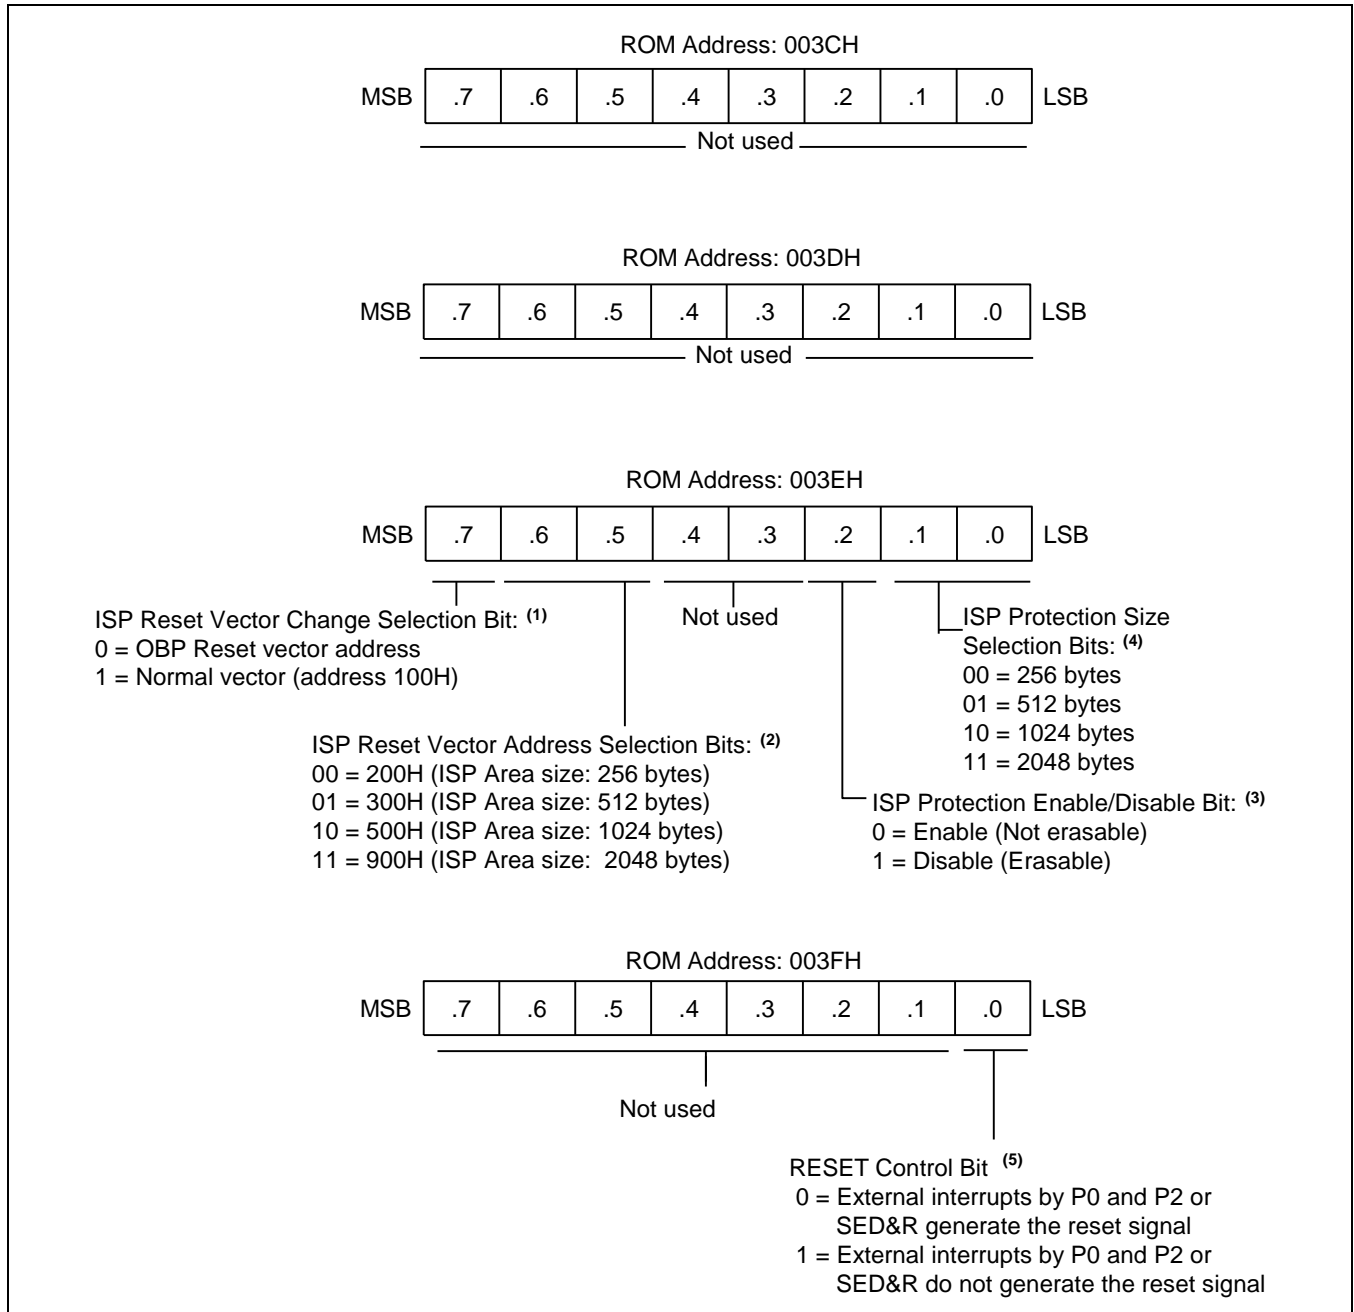 ROM Address: 003CH
MSB .7 .6 .5 .4 .3 .2 .1 .0 LSB
Not used
ROM Address: 003DH
MSB .7 .6 .5 .4 .3 .2 .1 .0 LSB
Not used
ROM Address: 003EH
MSB .7 .6 .5 .4 .3 .2 .1 .0 LSB
ISP Reset Vector Change Selection Bit: (1)
0 = OBP Reset vector address
1 = Normal vector (address 100H)
ISP Reset Vector Address Selection Bits: (2)
00 = 200H (ISP Area size: 256 bytes)
01 = 300H (ISP Area size: 512 bytes)
10 = 500H (ISP Area size: 1024 bytes)
11 = 900H (ISP Area size: 2048 bytes)
Not used
ISP Protection Size
Selection Bits: (4)
00 = 256 bytes
01 = 512 bytes
10 = 1024 bytes
11 = 2048 bytes
ISP Protection Enable/Disable Bit: (3)
0 = Enable (Not erasable)
1 = Disable (Erasable)
ROM Address: 003FH
MSB .7 .6 .5 .4 .3 .2 .1 .0 LSB
Not used
RESET Control Bit (5)
0 = External interrupts by P0 and P2 or
SED&R generate the reset signal
1 = External interrupts by P0 and P2 or
SED&R do not generate the reset signal